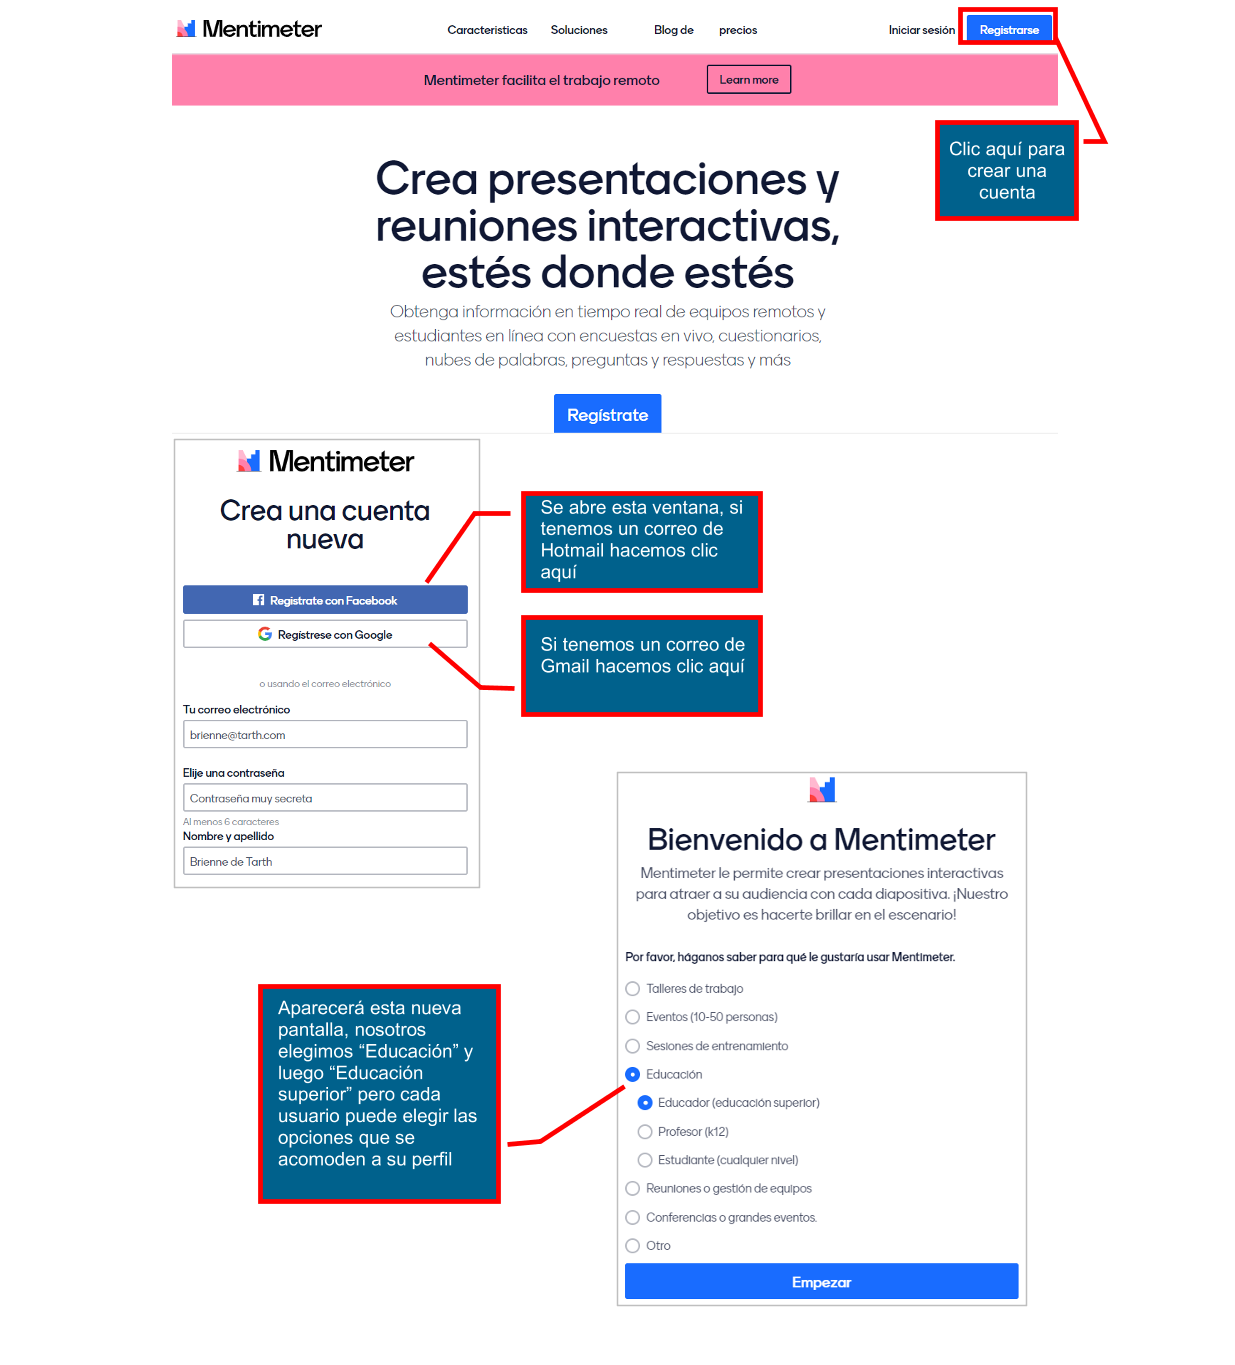 Mentimeter
Caracteristicas Soluciones Blog de precios Iniciar sesión Registrarse
Mentimeter facilita el trabajo remoto Learn more
Clic aquí para
crear una
cuenta
Crea presentaciones y
reuniones interactivas,
estés donde estés
Obtenga información en tiempo real de equipos remotos y
estudiantes en línea con encuestas en vivo, cuestionarios,
nubes de palabras, preguntas y respuestas y más
Regístrate
Mentimeter
Crea una cuenta
nueva
Registrate con Facebook
Regístrese con Google
o usando el correo electrónico
Tu correo electrónico
brienne@tarth.com
Elije una contraseña
Contraseña muy secreta
Al menos 6 caracteres
Nombre y apellido
Brienne de Tarth
Se abre esta ventana, si
tenemos un correo de
Hotmail hacemos clic
aquí
Si tenemos un correo de
Gmail hacemos clic aquí
Bienvenido a Mentimeter
Mentimeter le permite crear presentaciones interactivas
para atraer a su audiencia con cada diapositiva. ¡Nuestro
objetivo es hacerte brillar en el escenario!
Por favor, háganos saber para qué le gustaría usar Mentimeter.
Talleres de trabajo
Eventos (10-50 personas)
Sesiones de entrenamiento
Educación
Educador (educación superior)
Profesor (k12)
Estudiante (cualquier nivel)
Reuniones o gestión de equipos
Conferencias o grandes eventos.
Otro
Empezar
Aparecerá esta nueva
pantalla, nosotros
elegimos “Educación” y
luego “Educación
superior” pero cada
usuario puede elegir las
opciones que se
acomoden a su perfil